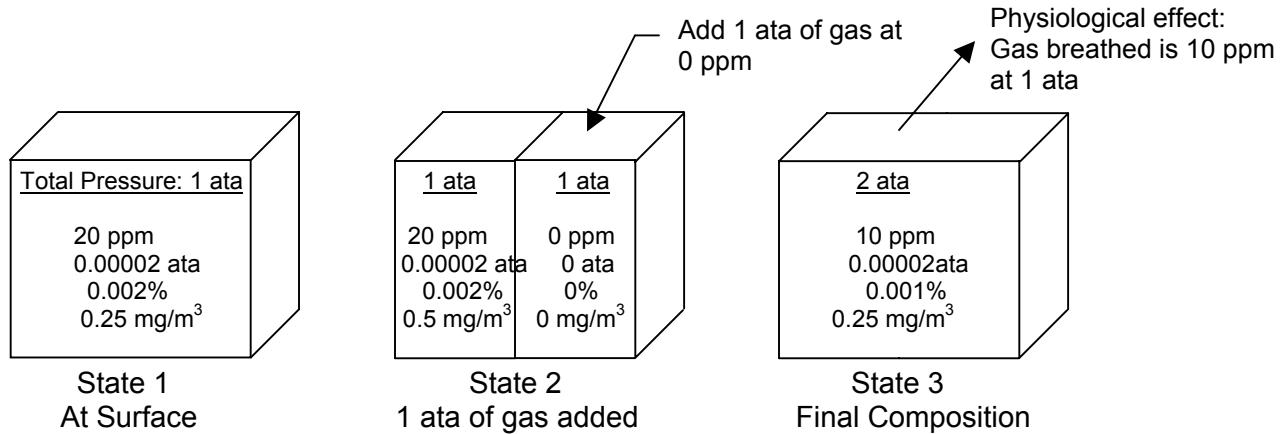 Add 1 ata of gas at
0 ppm
Physiological effect:
Gas breathed is 10 ppm
at 1 ata
Total Pressure: 1 ata
20 ppm
0.00002 ata
0.002%
0.25 mg/m³
State 1
At Surface
1 ata
20 ppm
0.00002 ata
0.002%
0.5 mg/m³
1 ata
0 ppm
0 ata
0%
0 mg/m³
State 2
1 ata of gas added
2 ata
10 ppm
0.00002ata
0.001%
0.25 mg/m³
State 3
Final Composition